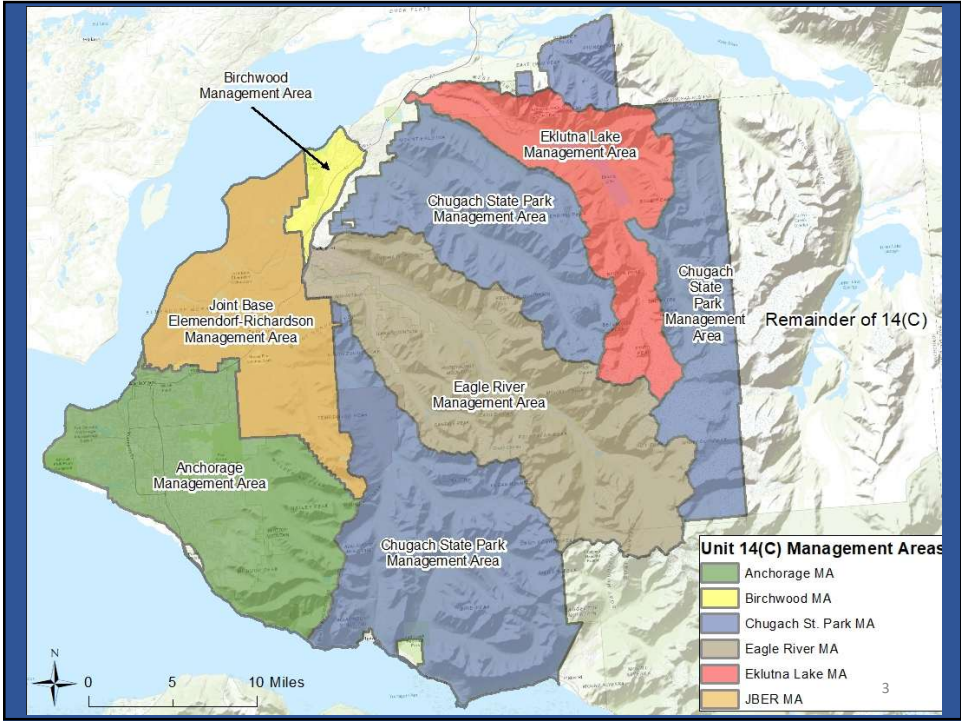 Birchwood
Management Area
Eklutna Lake
Management Area
Chugach State Park
Management Area
Chugach
State
Park
Management
Area
Remainder of 14(C)
Joint Base
Elemendorf-Richardson
Management Area
Eagle River
Management Area
Anchorage
Management Area
Chugach State Park
Management Area
Unit 14(C) Management Areas
Anchorage MA
Birchwood MA
Chugach St. Park MA
Eagle River MA
Eklutna Lake MA
JBER MA
3
N
0 5 10 Miles